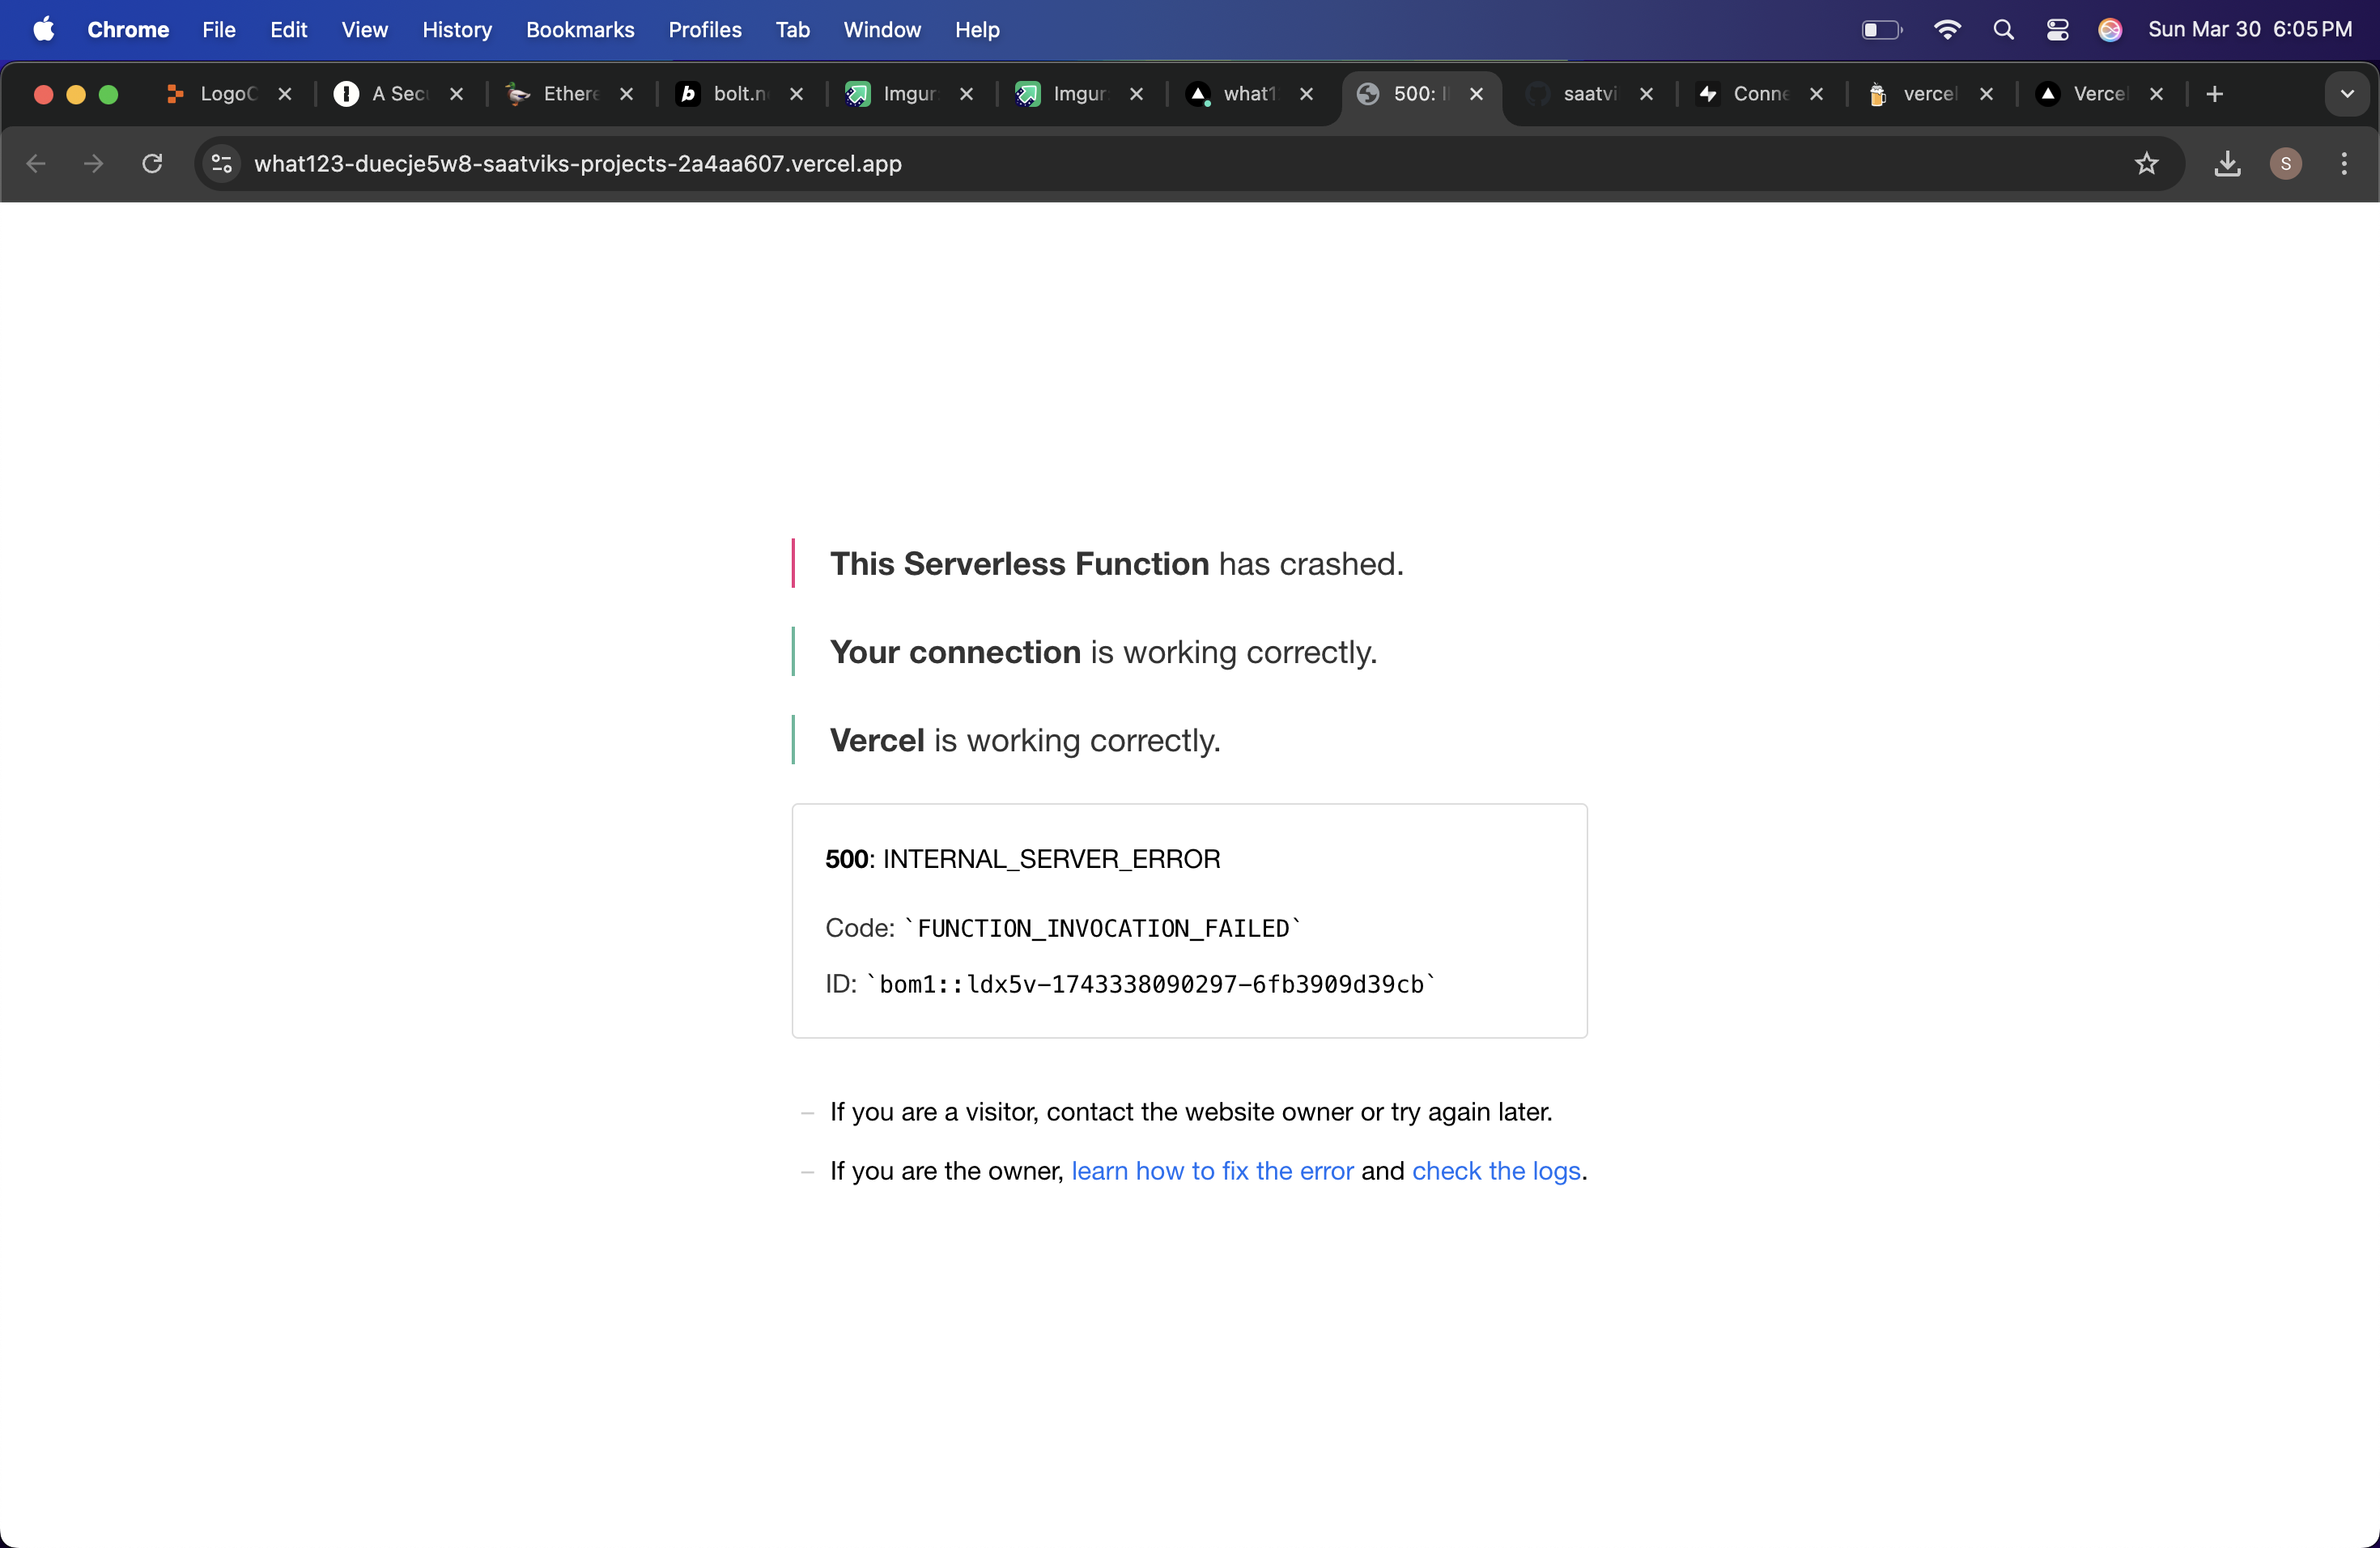 Chrome File Edit View History Bookmarks Profiles Tab Window Help Sun Mar 30 6:05 PM
LogoC A Sec Ethere bolt.n Imgur: Imgur: what1 500: I saatvi Conne vercel Vercel
what123-duecje5w8-saatviks-projects-2a4aa607.vercel.app S
This Serverless Function has crashed.
Your connection is working correctly.
Vercel is working correctly.
500: INTERNAL_SERVER_ERROR
Code: `FUNCTION_INVOCATION_FAILED`
ID: `bom1::ldx5v-1743338090297-6fb3909d39cb`
– If you are a visitor, contact the website owner or try again later.
– If you are the owner, learn how to fix the error and check the logs.